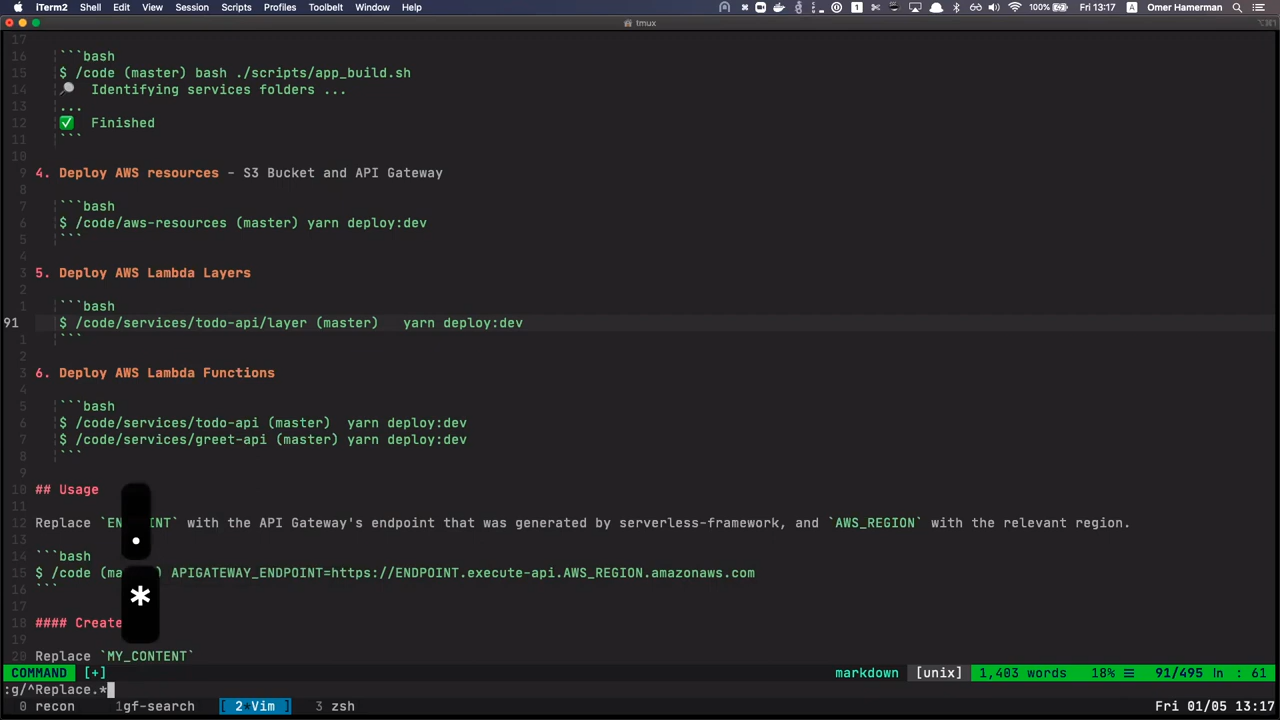 iTerm2 Shell Edit View Session Scripts Profiles Toolbelt Window Help 1 100% Fri 13:17 A Omer Hamerman
tmux ⌥⌘1
17
16 ```bash
15 $ /code (master) bash ./scripts/app_build.sh
14 🔎 Identifying services folders ...
13 ...
12 ✅ Finished
11 ```
10
9 4. Deploy AWS resources - S3 Bucket and API Gateway
8
7 ```bash
6 $ /code/aws-resources (master) yarn deploy:dev
5 ```
4
3 5. Deploy AWS Lambda Layers
2
1 ```bash
91 $ /code/services/todo-api/layer (master) yarn deploy:dev
1 ```
2
3 6. Deploy AWS Lambda Functions
4
5 ```bash
6 $ /code/services/todo-api (master) yarn deploy:dev
7 $ /code/services/greet-api (master) yarn deploy:dev
8 ```
9
10 ## Usage
11
12 Replace `EN INT` with the API Gateway's endpoint that was generated by serverless-framework, and `AWS_REGION` with the relevant region.
13
14 ```bash
15 $ /code (ma ) APIGATEWAY_ENDPOINT=https://ENDPOINT.execute-api.AWS_REGION.amazonaws.com
16 ```
17
18 #### Create
19
20 Replace `MY_CONTENT`
.
*
COMMAND [+] markdown [unix] 1,403 words 18% ☰ 91/495 ln : 61
:g/^Replace.*
0 recon 1gf-search [ 2*Vim ] 3 zsh Fri 01/05 13:17